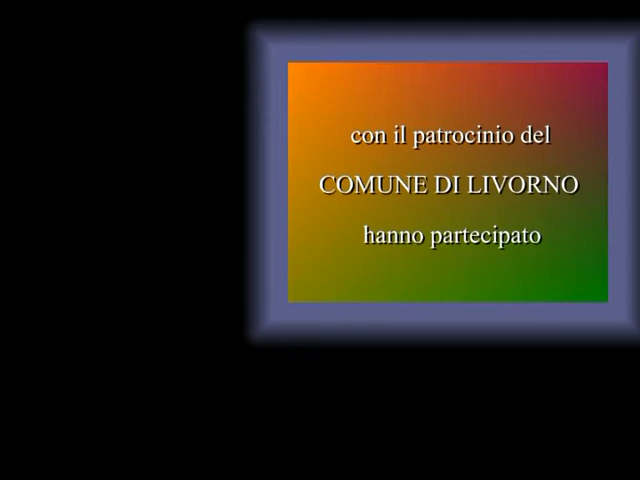 con il patrocinio del
COMUNE DI LIVORNO
hanno partecipato